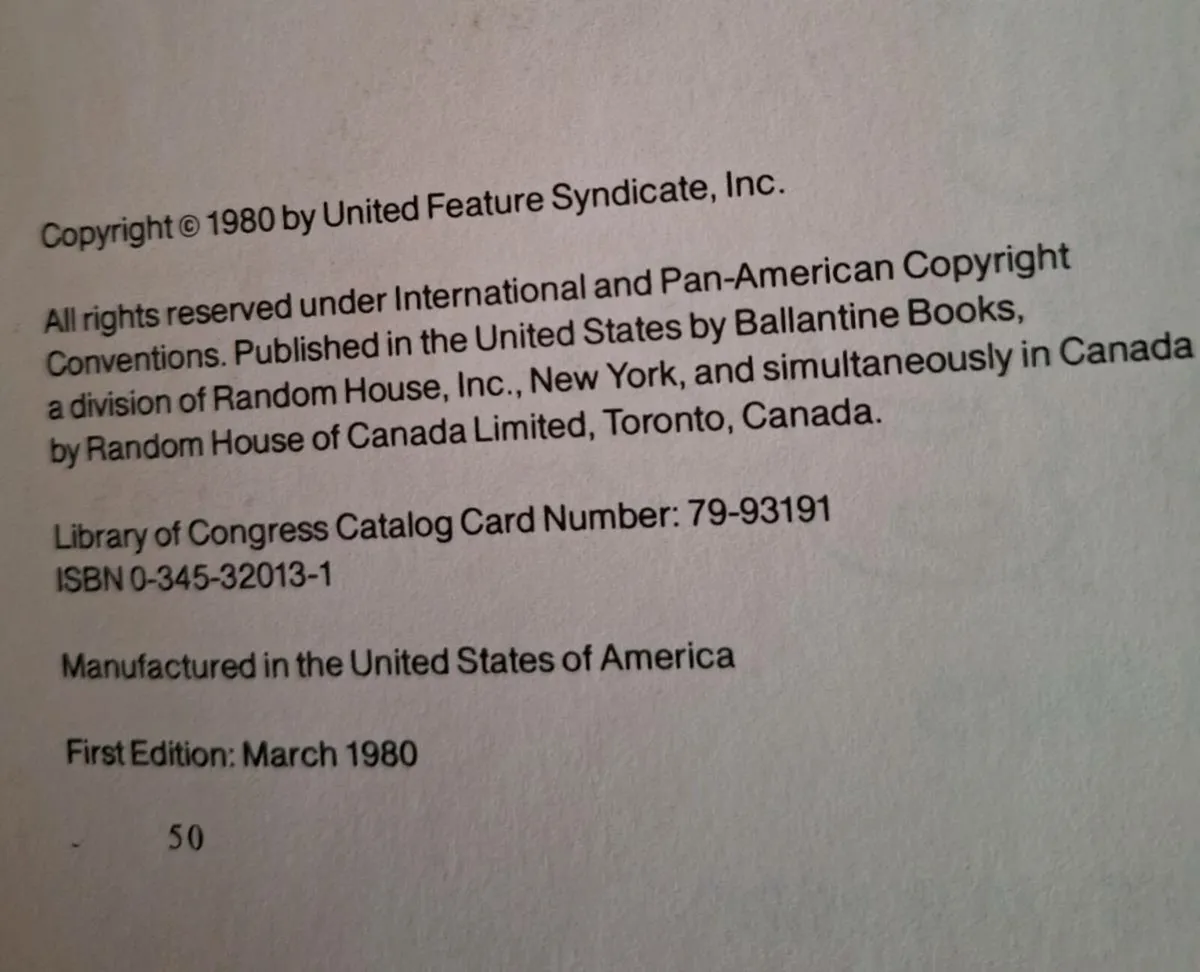 Copyright © 1980 by United Feature Syndicate, Inc.
All rights reserved under International and Pan-American Copyright
Conventions. Published in the United States by Ballantine Books,
a division of Random House, Inc., New York, and simultaneously in Canada
by Random House of Canada Limited, Toronto, Canada.
Library of Congress Catalog Card Number: 79-93191
ISBN 0-345-32013-1
Manufactured in the United States of America
First Edition: March 1980
50